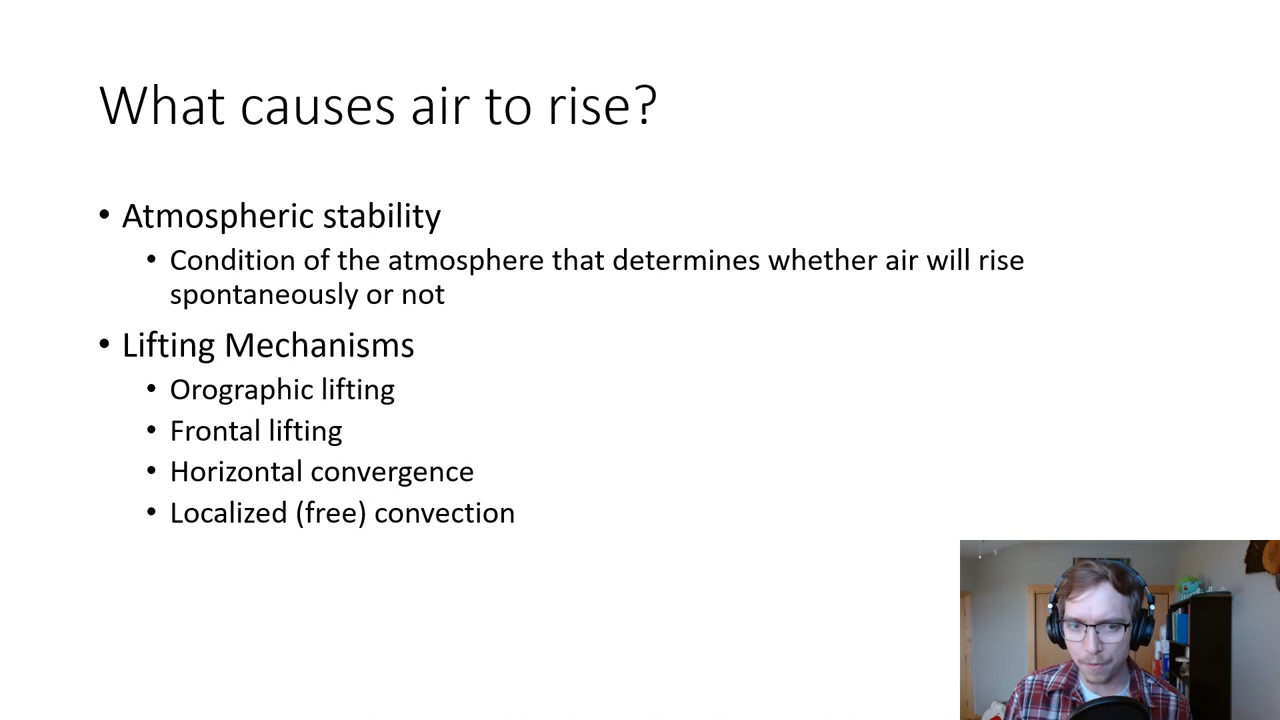 What causes air to rise?
• Atmospheric stability
• Condition of the atmosphere that determines whether air will rise
spontaneously or not
• Lifting Mechanisms
• Orographic lifting
• Frontal lifting
• Horizontal convergence
• Localized (free) convection